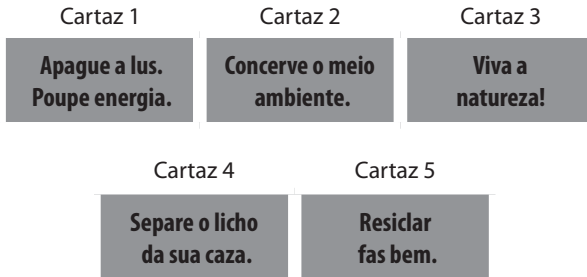 Cartaz 1
Apague a lus.
Poupe energia.
Cartaz 2
Concerve o meio
ambiente.
Cartaz 3
Viva a
natureza!
Cartaz 4
Separe o licho
da sua caza.
Cartaz 5
Resiclar
fas bem.